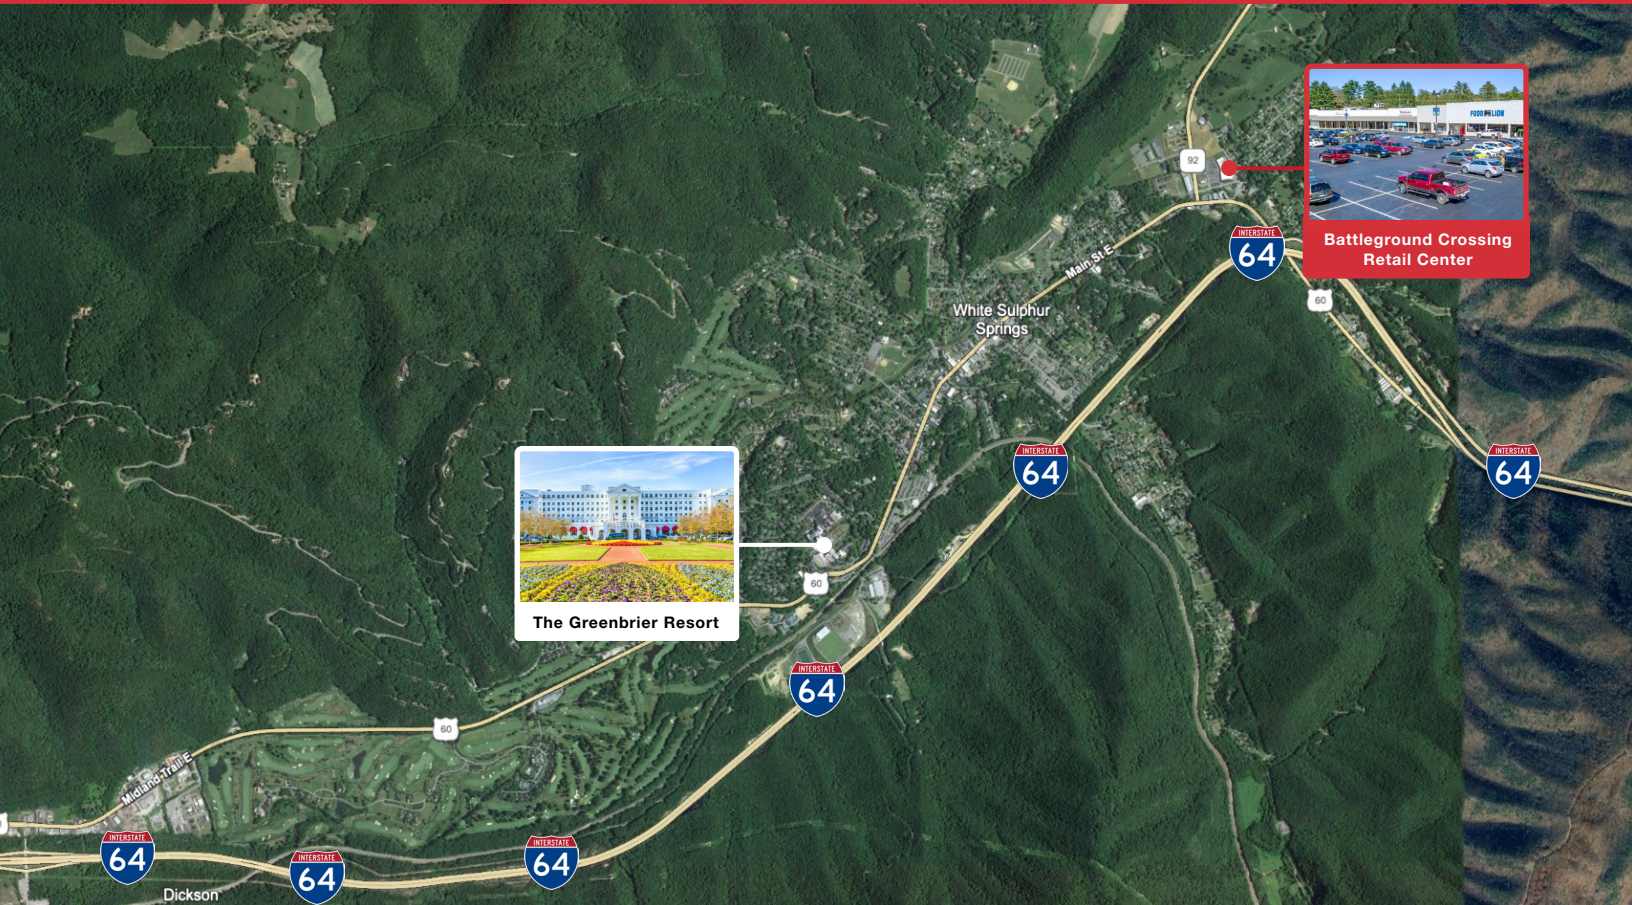 92
FOOD LION
Battleground Crossing
Retail Center
INTERSTATE
64
Main St E
60
White Sulphur
Springs
INTERSTATE
64
INTERSTATE
64
The Greenbrier Resort
60
INTERSTATE
64
60
Midland Trail E
INTERSTATE
64
INTERSTATE
64
INTERSTATE
64
Dickson